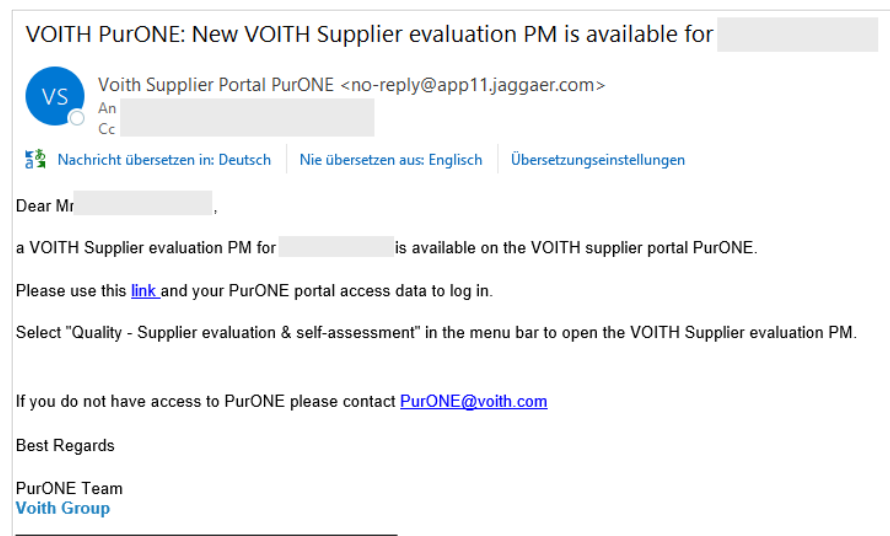 VOITH PurONE: New VOITH Supplier evaluation PM is available for
VS
Voith Supplier Portal PurONE <no-reply@app11.jaggaer.com>
An
Cc
Nachricht übersetzen in: Deutsch Nie übersetzen aus: Englisch Übersetzungseinstellungen
Dear Mr ,
a VOITH Supplier evaluation PM for is available on the VOITH supplier portal PurONE.
Please use this link and your PurONE portal access data to log in.
Select "Quality - Supplier evaluation & self-assessment" in the menu bar to open the VOITH Supplier evaluation PM.
If you do not have access to PurONE please contact PurONE@voith.com
Best Regards
PurONE Team
Voith Group